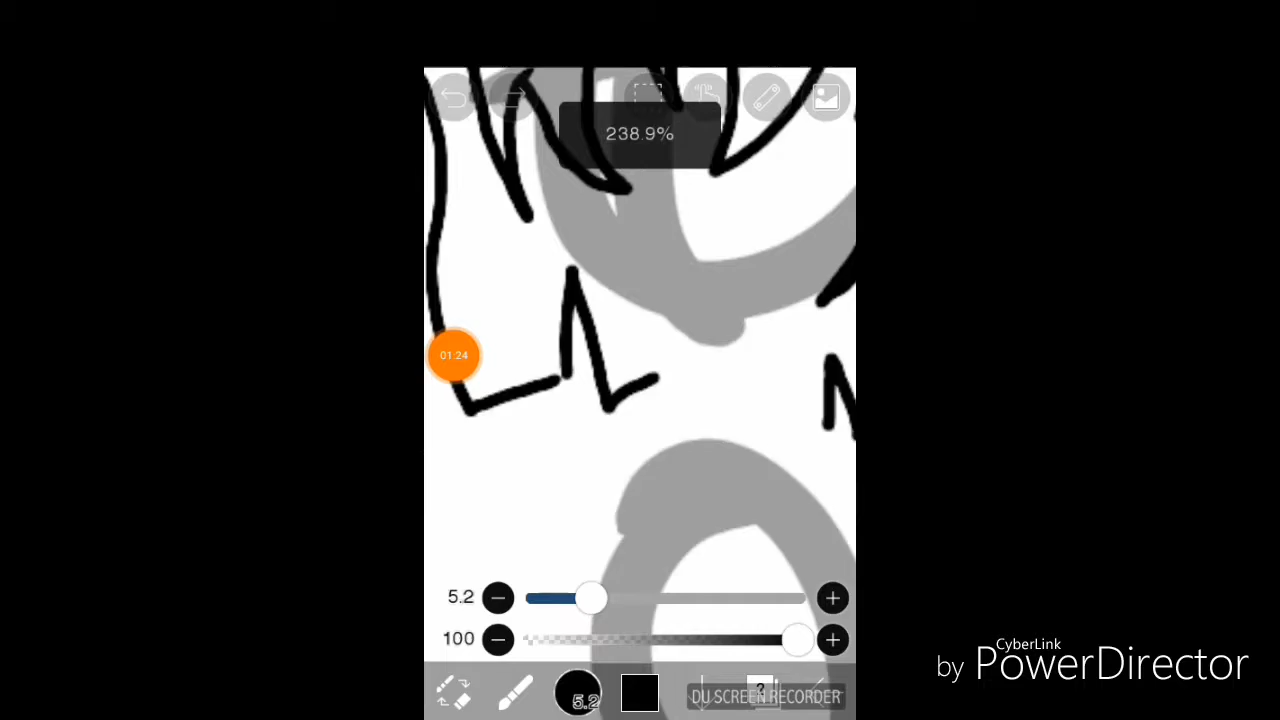 238.9%
01:24
5.2
100
5.2
?
DU SCREEN RECORDER
CyberLink
by PowerDirector